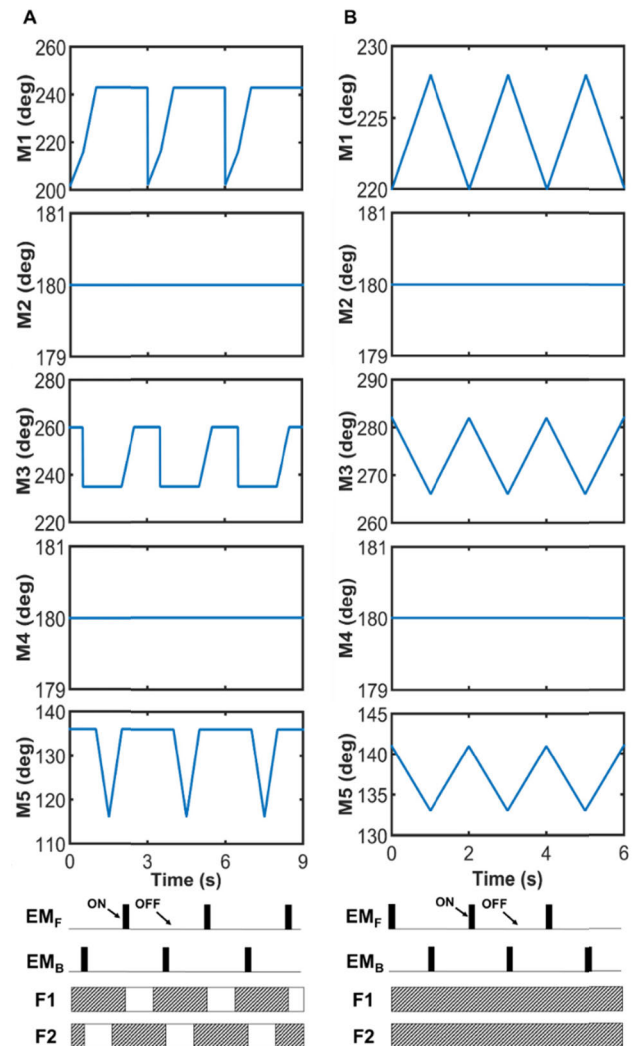 A
B
260
240
220
200
M1 (deg)
230
225
220
M1 (deg)
181
180
179
M2 (deg)
181
180
179
M2 (deg)
280
260
240
220
M3 (deg)
290
280
270
260
M3 (deg)
181
180
179
M4 (deg)
181
180
179
M4 (deg)
140
130
120
110
M5 (deg)
0 3 6 9
Time (s)
145
140
135
130
M5 (deg)
0 2 4 6
Time (s)
EMF
ON
OFF
EMB
F1
F2
EMF
ON
OFF
EMB
F1
F2